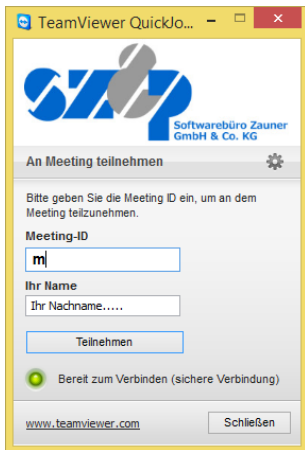 TeamViewer QuickJo...
SZ&P
Softwarebüro Zauner
GmbH & Co. KG
An Meeting teilnehmen
Bitte geben Sie die Meeting ID ein, um an dem
Meeting teilzunehmen.
Meeting-ID
m
Ihr Name
Ihr Nachname.....
Teilnehmen
Bereit zum Verbinden (sichere Verbindung)
www.teamviewer.com
Schließen